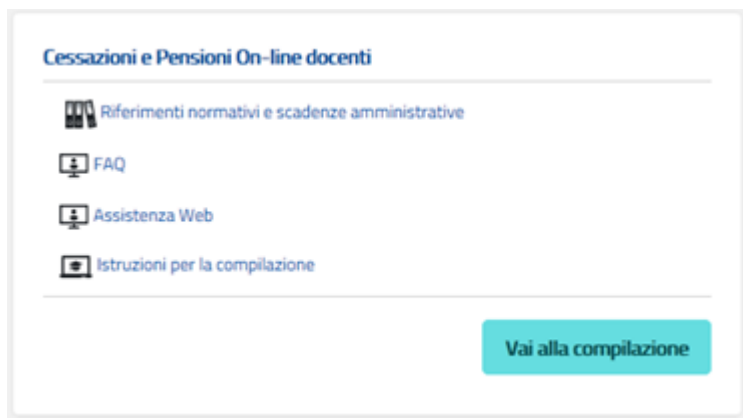 Cessazioni e Pensioni On-line docenti
Riferimenti normativi e scadenze amministrative
FAQ
Assistenza Web
Istruzioni per la compilazione
Vai alla compilazione